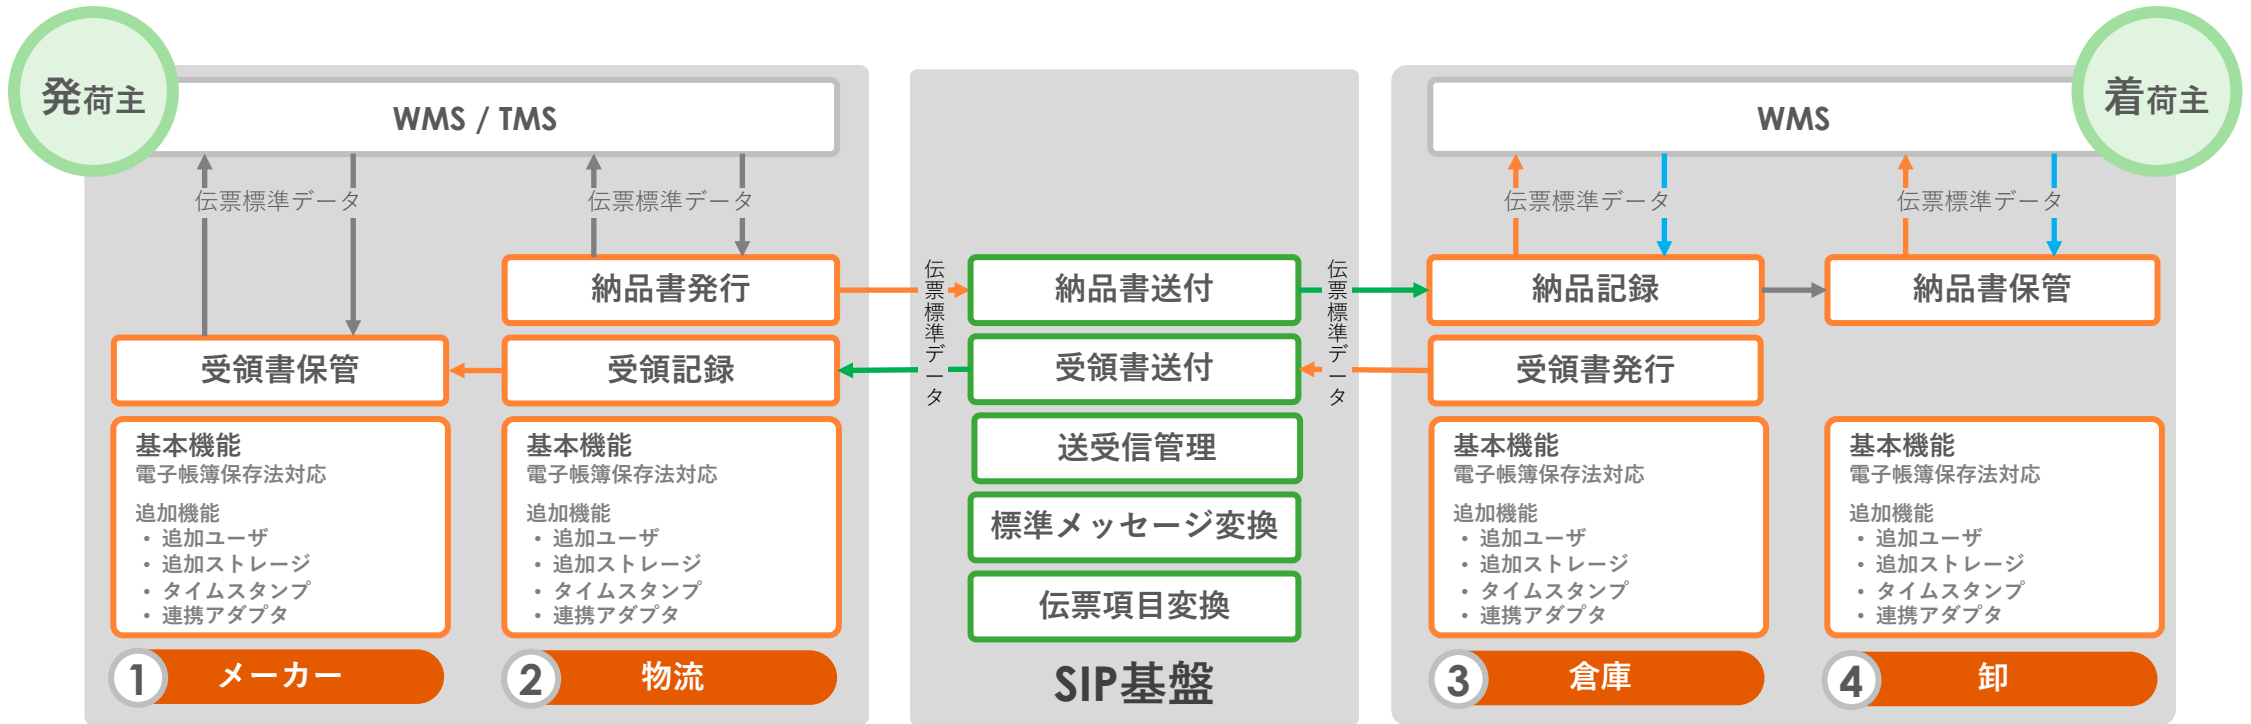 発荷主
WMS / TMS
伝票標準データ
伝票標準データ
納品書発行
受領書保管
受領記録
基本機能
電子帳簿保存法対応
追加機能
・ 追加ユーザ
・ 追加ストレージ
・ タイムスタンプ
・ 連携アダプタ
基本機能
電子帳簿保存法対応
追加機能
・ 追加ユーザ
・ 追加ストレージ
・ タイムスタンプ
・ 連携アダプタ
1 メーカー
2 物流
伝票標準データ
納品書送付
受領書送付
送受信管理
標準メッセージ変換
伝票項目変換
SIP基盤
伝票標準データ
着荷主
WMS
伝票標準データ
伝票標準データ
納品記録
納品書保管
受領書発行
基本機能
電子帳簿保存法対応
追加機能
・ 追加ユーザ
・ 追加ストレージ
・ タイムスタンプ
・ 連携アダプタ
基本機能
電子帳簿保存法対応
追加機能
・ 追加ユーザ
・ 追加ストレージ
・ タイムスタンプ
・ 連携アダプタ
3 倉庫
4 卸